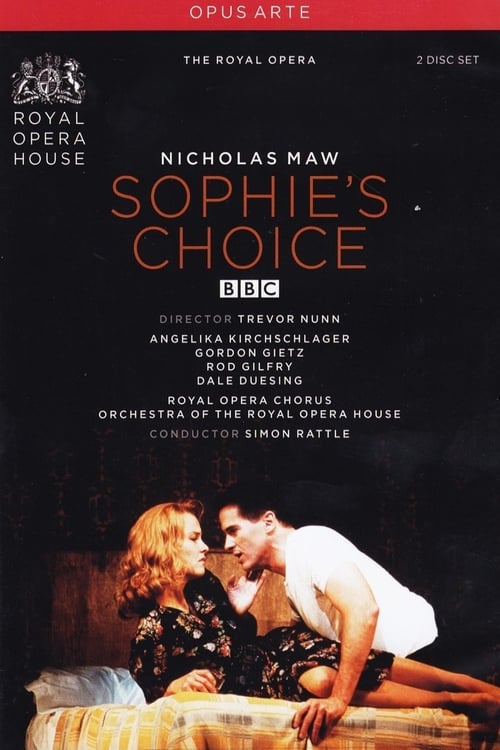 OPUS ARTE
THE ROYAL OPERA
2 DISC SET
ROYAL
OPERA
HOUSE
NICHOLAS MAW
SOPHIE'S
CHOICE
BBC
DIRECTOR TREVOR NUNN
ANGELIKA KIRCHSCHLAGER
GORDON GIETZ
ROD GILFRY
DALE DUESING
ROYAL OPERA CHORUS
ORCHESTRA OF THE ROYAL OPERA HOUSE
CONDUCTOR SIMON RATTLE